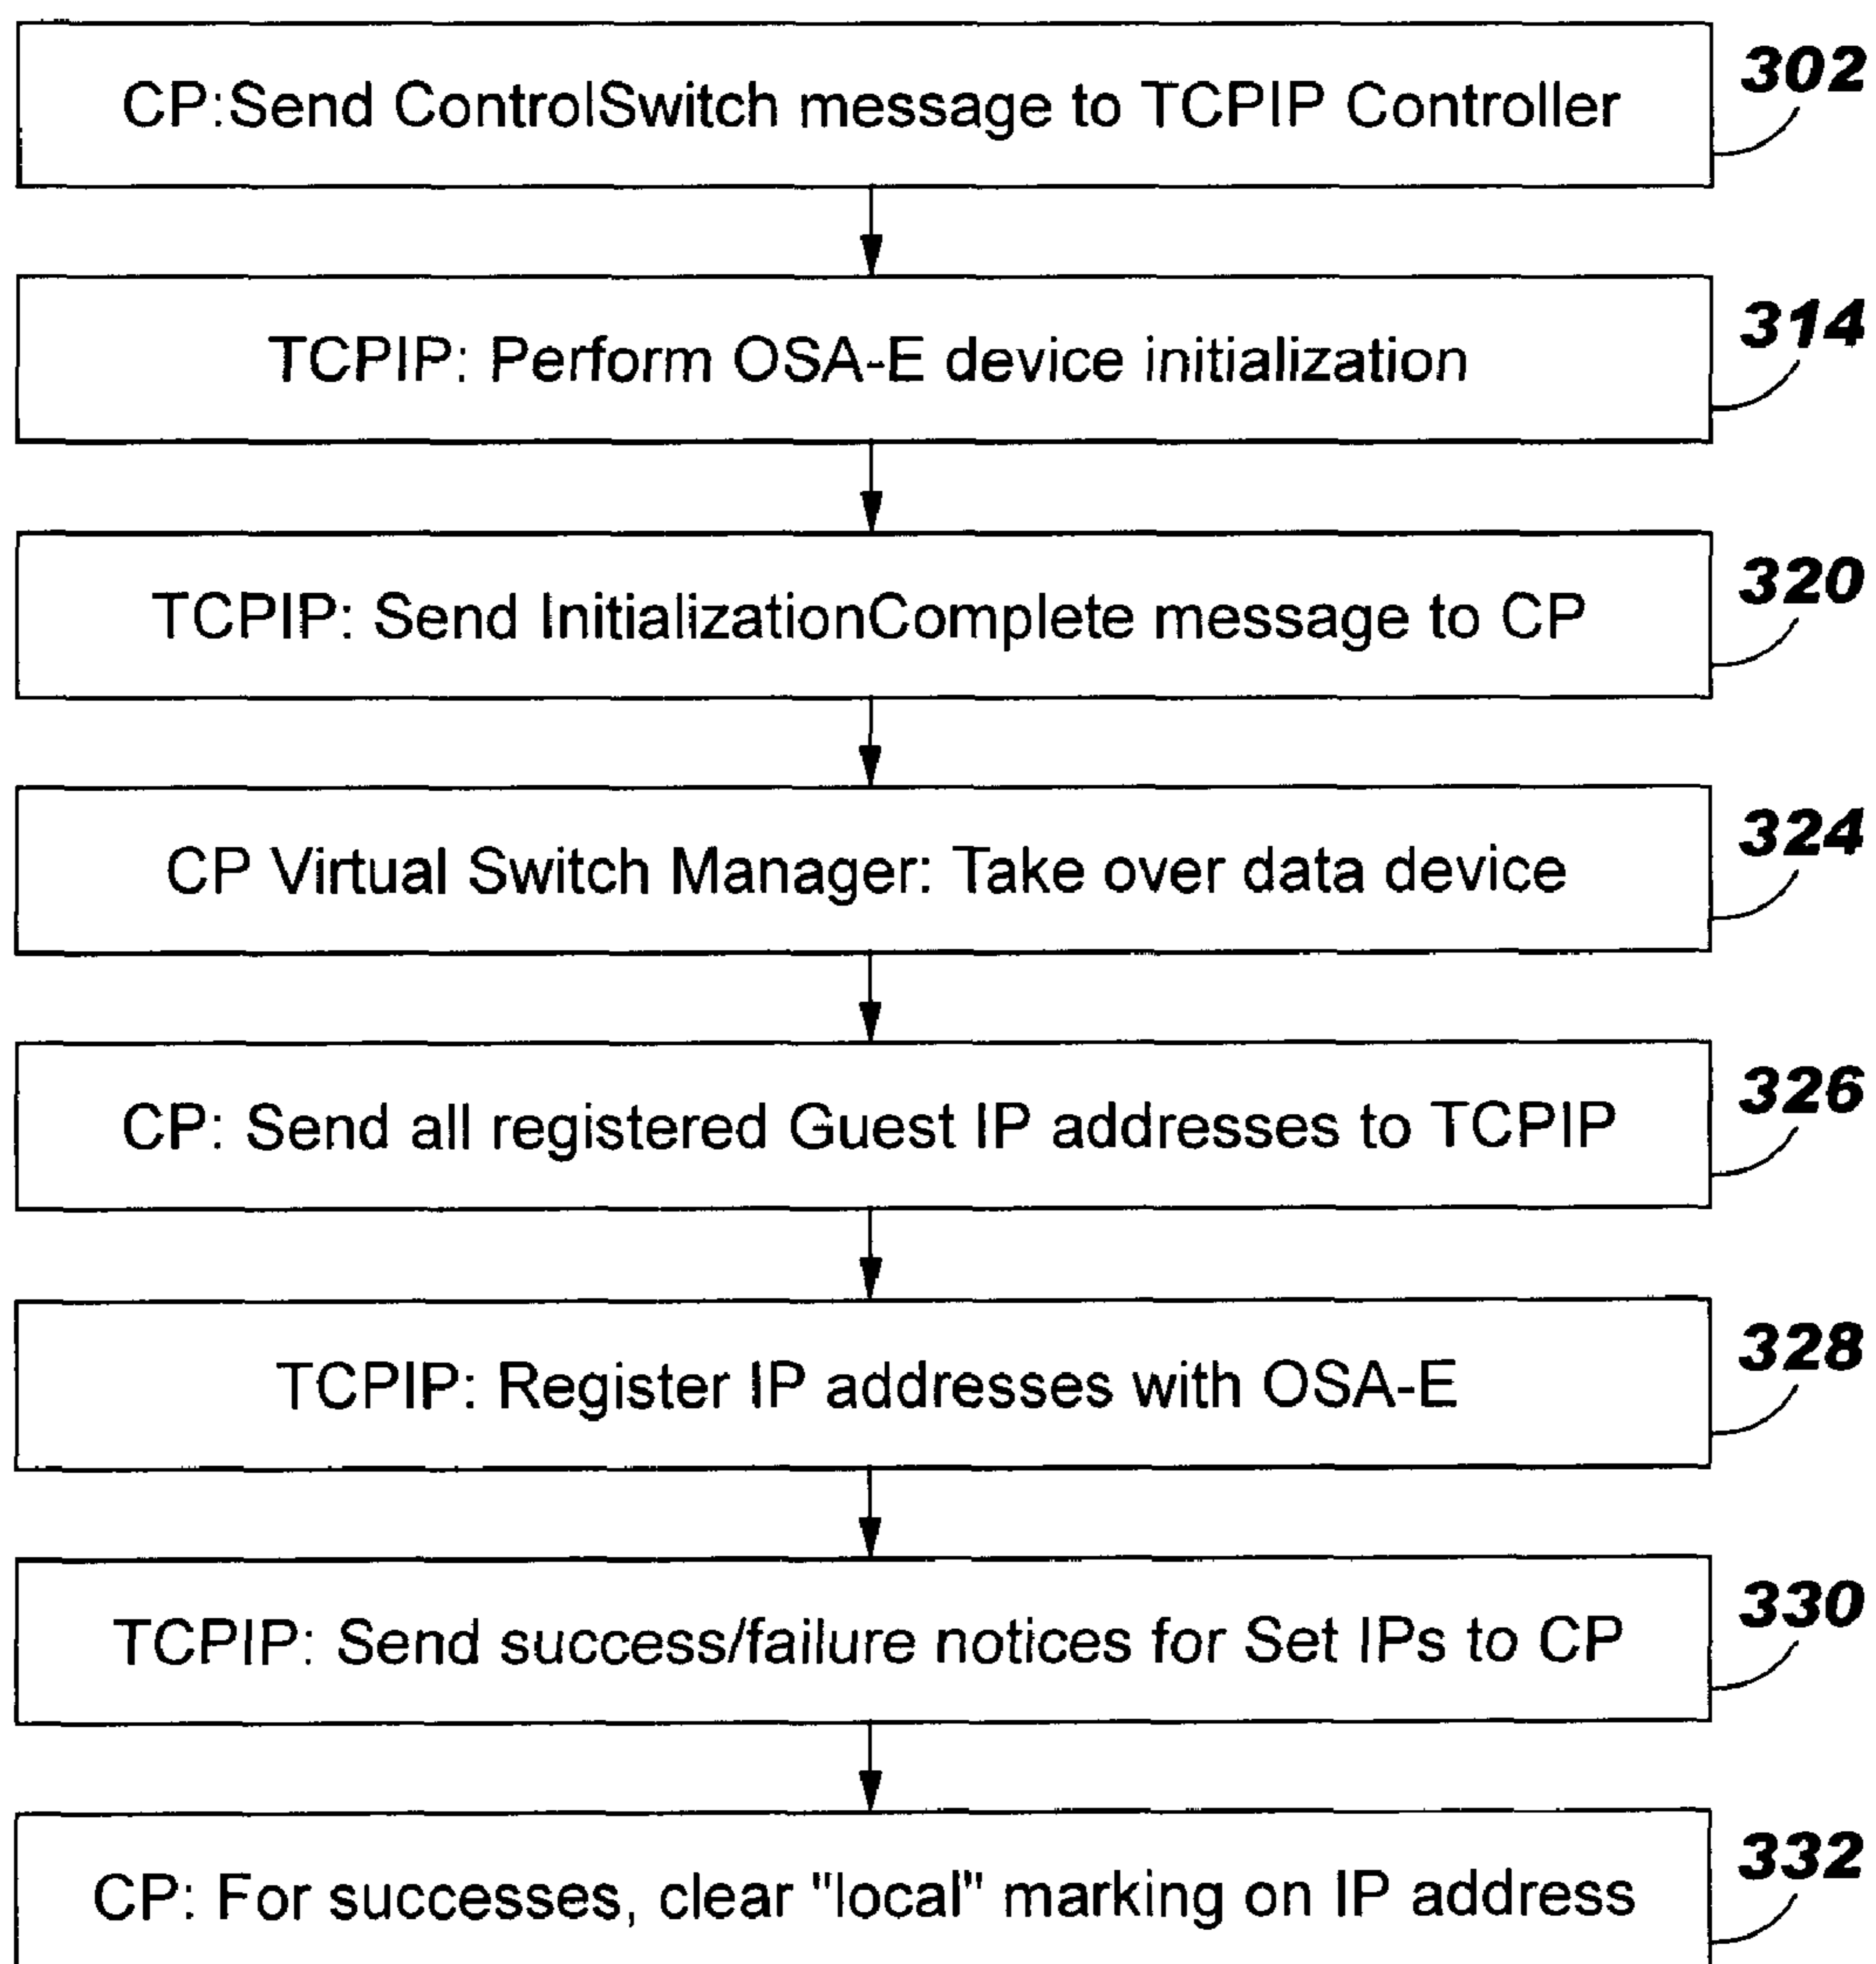 CP:Send ControlSwitch message to TCPIP Controller
302
TCPIP: Perform OSA-E device initialization
314
TCPIP: Send InitializationComplete message to CP
320
CP Virtual Switch Manager: Take over data device
324
CP: Send all registered Guest IP addresses to TCPIP
326
TCPIP: Register IP addresses with OSA-E
328
TCPIP: Send success/failure notices for Set IPs to CP
330
CP: For successes, clear "local" marking on IP address
332